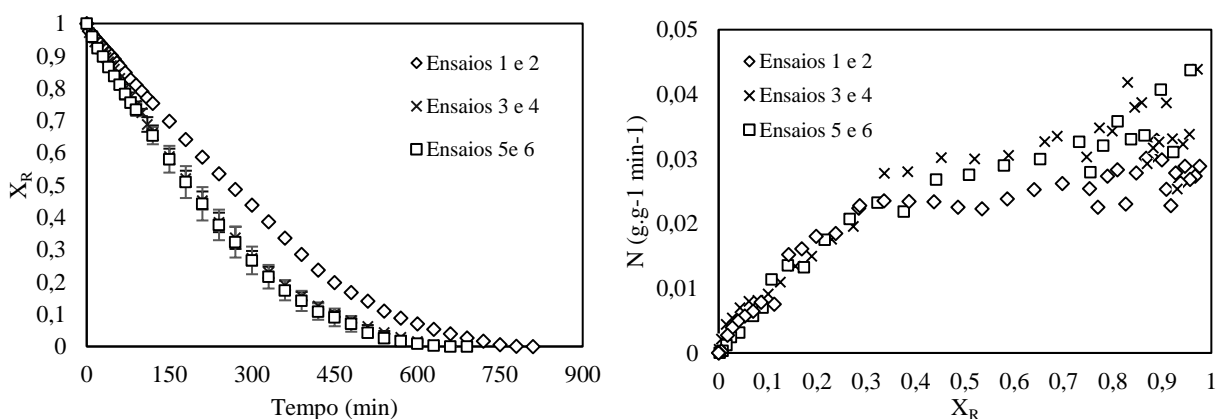 1
0,9
0,8
0,7
0,6
0,5
0,4
0,3
0,2
0,1
0
X_R
Ensaios 1 e 2
Ensaios 3 e 4
Ensaios 5e 6
0 150 300 450 600 750 900
Tempo (min)
0,05
0,04
0,03
0,02
0,01
0
N (g.g-1 min-1)
Ensaios 1 e 2
Ensaios 3 e 4
Ensaios 5 e 6
0 0,1 0,2 0,3 0,4 0,5 0,6 0,7 0,8 0,9 1
X_R